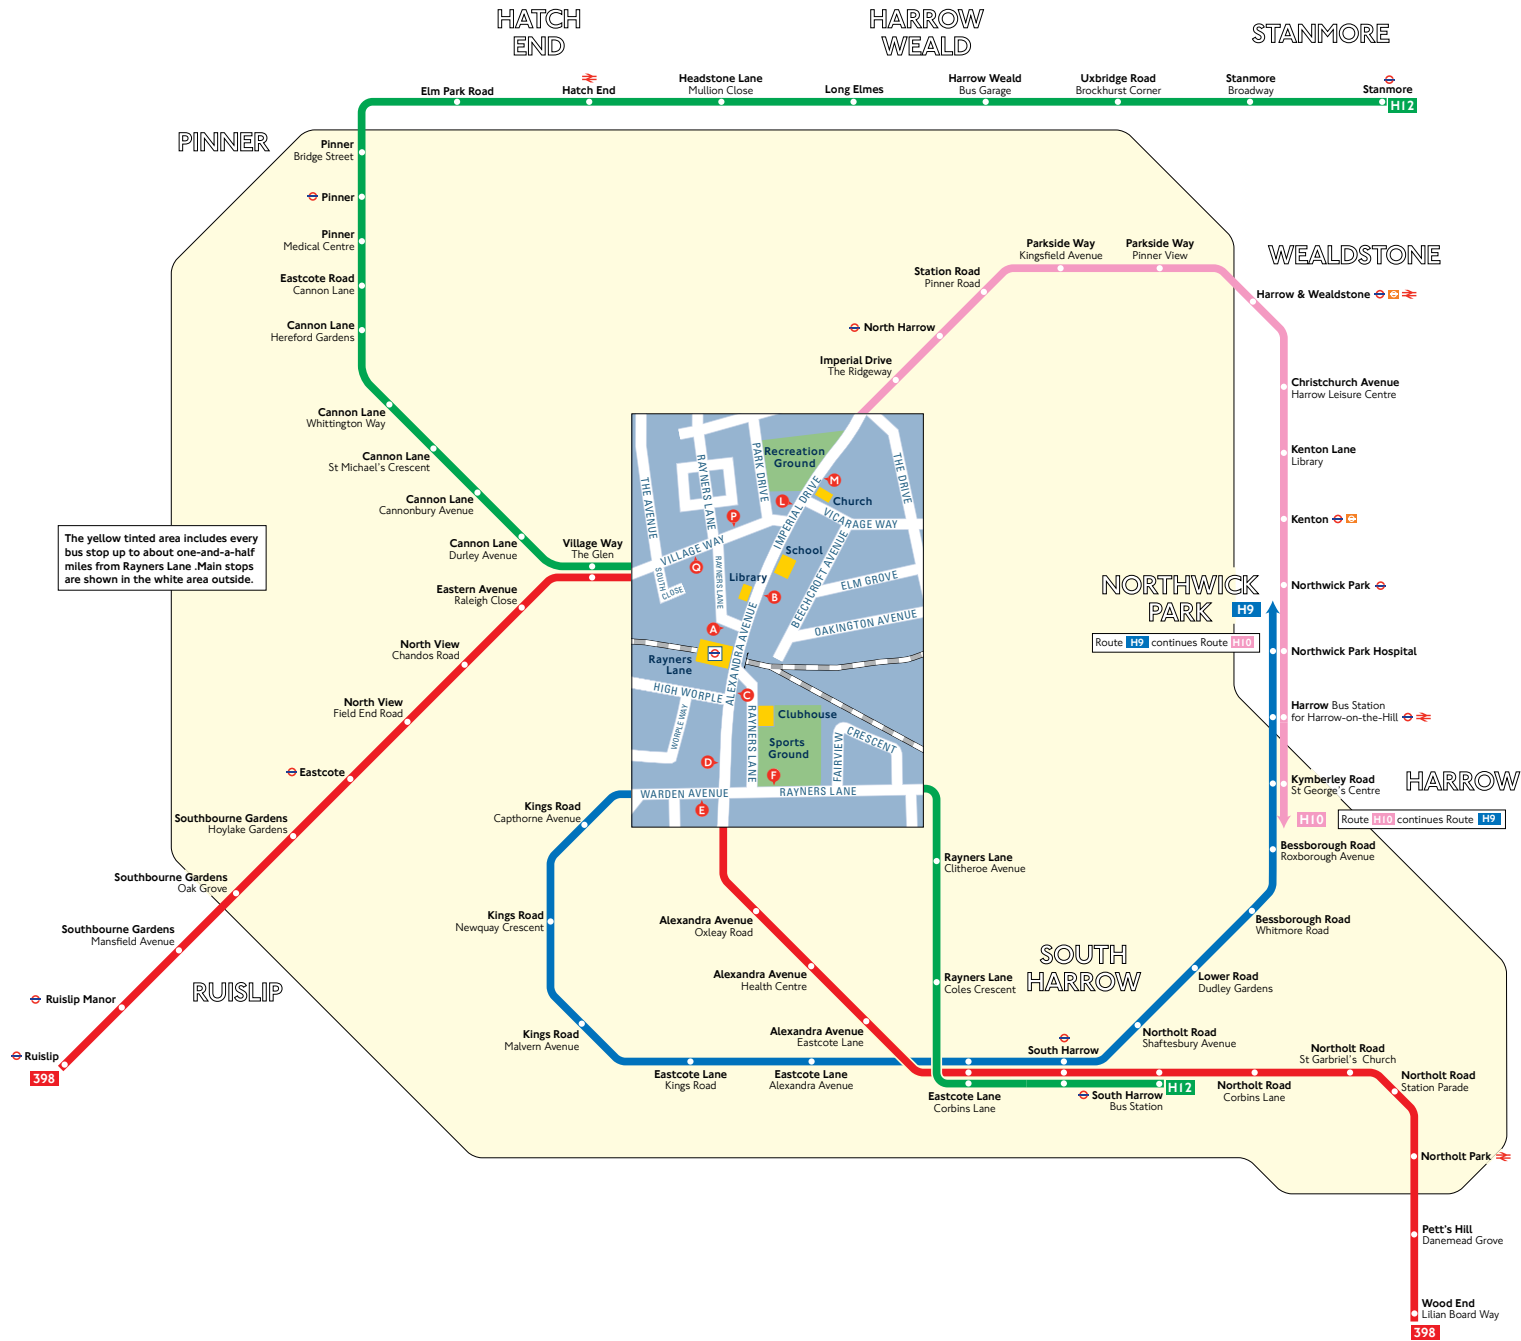 HATCH
END
HARROW
WEALD
STANMORE
Elm Park Road
Hatch End
Headstone Lane
Mullion Close
Long Elmes
Harrow Weald
Bus Garage
Uxbridge Road
Brockhurst Corner
Stanmore
Broadway
Stanmore
H12
PINNER
Pinner
Bridge Street
Pinner
Pinner
Medical Centre
Eastcote Road
Cannon Lane
Cannon Lane
Hereford Gardens
Cannon Lane
Whittington Way
Cannon Lane
St Michael's Crescent
Cannon Lane
Cannonbury Avenue
Cannon Lane
Durley Avenue
Village Way
The Glen
Parkside Way
Kingsfield Avenue
Parkside Way
Pinner View
Station Road
Pinner Road
North Harrow
Imperial Drive
The Ridgeway
WEALDSTONE
Harrow & Wealdstone
Christchurch Avenue
Harrow Leisure Centre
Kenton Lane
Library
Kenton
Northwick Park
NORTHWICK
PARK
H9
Route H9 continues Route H10
Northwick Park Hospital
Harrow Bus Station
for Harrow-on-the-Hill
Kymberley Road
St George's Centre
HARROW
H10
Route H10 continues Route H9
Bessborough Road
Roxborough Avenue
Bessborough Road
Whitmore Road
Lower Road
Dudley Gardens
Northolt Road
Shaftesbury Avenue
The yellow tinted area includes every
bus stop up to about one-and-a-half
miles from Rayners Lane .Main stops
are shown in the white area outside.
Eastern Avenue
Raleigh Close
North View
Chandos Road
North View
Field End Road
Eastcote
Southbourne Gardens
Hoylake Gardens
Southbourne Gardens
Oak Grove
Southbourne Gardens
Mansfield Avenue
Ruislip Manor
Ruislip
398
RUISLIP
THE AVENUE
RAYNERS LANE
PARK DRIVE
Recreation
Ground
THE DRIVE
M
L
Church
IMPERIAL DRIVE
P
VICARAGE WAY
VILLAGE WAY
Q
SOUTH
CLOSE
RAYNERS LANE
School
Library
B
BEECHCROFT AVENUE
ELM GROVE
OAKINGTON AVENUE
A
ALEXANDRA AVENUE
Rayners
Lane
HIGH WORPLE
C
WORPLE WAY
RAYNERS LANE
Clubhouse
Sports
Ground
FAIRVIEW
CRESCENT
D
F
WARDEN AVENUE
RAYNERS LANE
E
Kings Road
Capthorne Avenue
Kings Road
Newquay Crescent
Kings Road
Malvern Avenue
Eastcote Lane
Kings Road
Eastcote Lane
Alexandra Avenue
Alexandra Avenue
Oxleay Road
Alexandra Avenue
Health Centre
Alexandra Avenue
Eastcote Lane
Rayners Lane
Clitheroe Avenue
Rayners Lane
Coles Crescent
SOUTH
HARROW
South Harrow
Eastcote Lane
Corbins Lane
South Harrow
Bus Station
H12
Northolt Road
Corbins Lane
Northolt Road
St Garbriel's Church
Northolt Road
Station Parade
Northolt Park
Pett's Hill
Danemead Grove
Wood End
Lilian Board Way
398